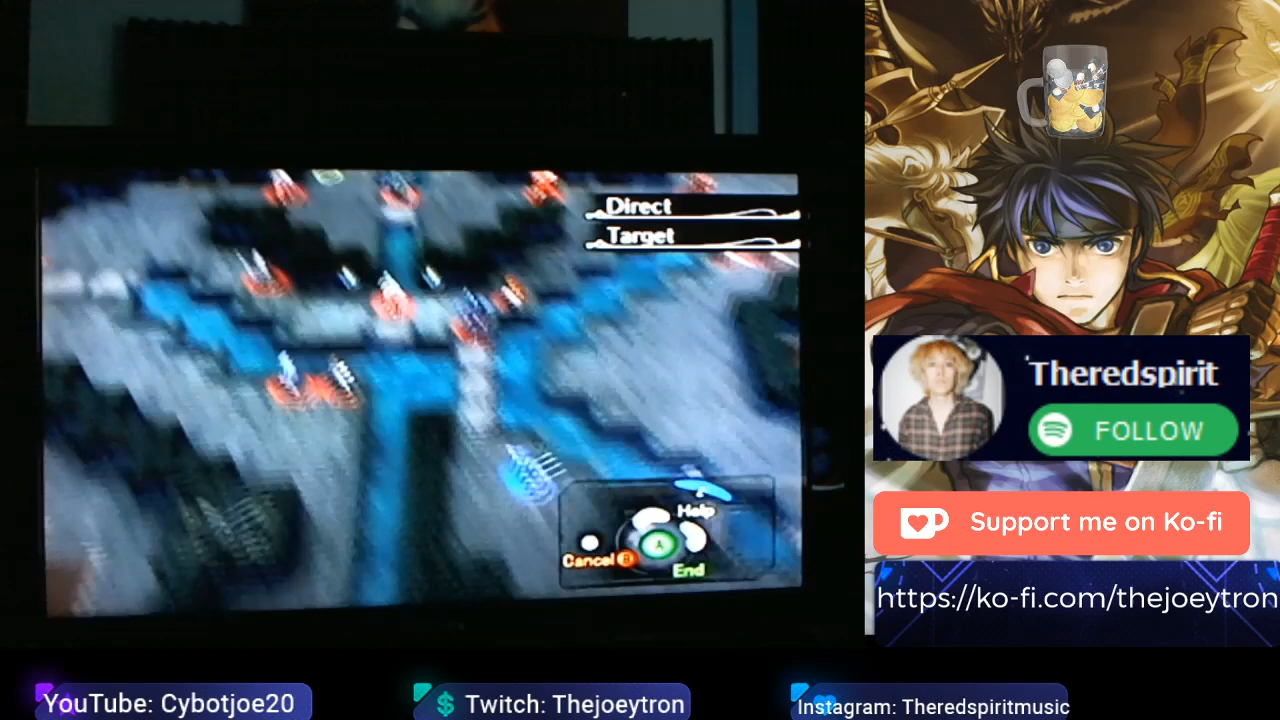 Direct
Target
Help
A
Cancel B
End
Theredspirit
FOLLOW
Support me on Ko-fi
https://ko-fi.com/thejoeytron
YouTube: Cybotjoe20
$ Twitch: Thejoeytron
Instagram: Theredspiritmusic